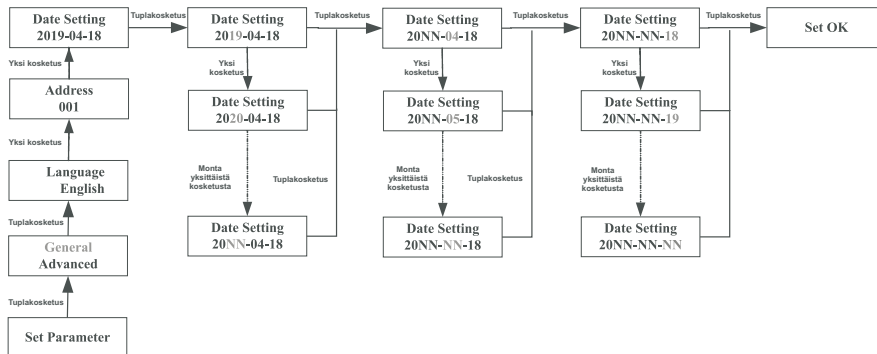 Date Setting
2019-04-18
Tuplakosketus
Date Setting
2019-04-18
Tuplakosketus
Date Setting
20NN-04-18
Tuplakosketus
Date Setting
20NN-NN-18
Tuplakosketus
Set OK
Yksi kosketus
Yksi
kosketus
Yksi
kosketus
Yksi
kosketus
Address
001
Date Setting
2020-04-18
Date Setting
20NN-05-18
Date Setting
20NN-NN-19
Yksi kosketus
Language
English
Monta
yksittäistä
kosketusta
Tuplakosketus
Monta
yksittäistä
kosketusta
Tuplakosketus
Monta
yksittäistä
kosketusta
Tuplakosketus
General
Advanced
Date Setting
20NN-04-18
Date Setting
20NN-NN-18
Date Setting
20NN-NN-NN
Tuplakosketus
Set Parameter